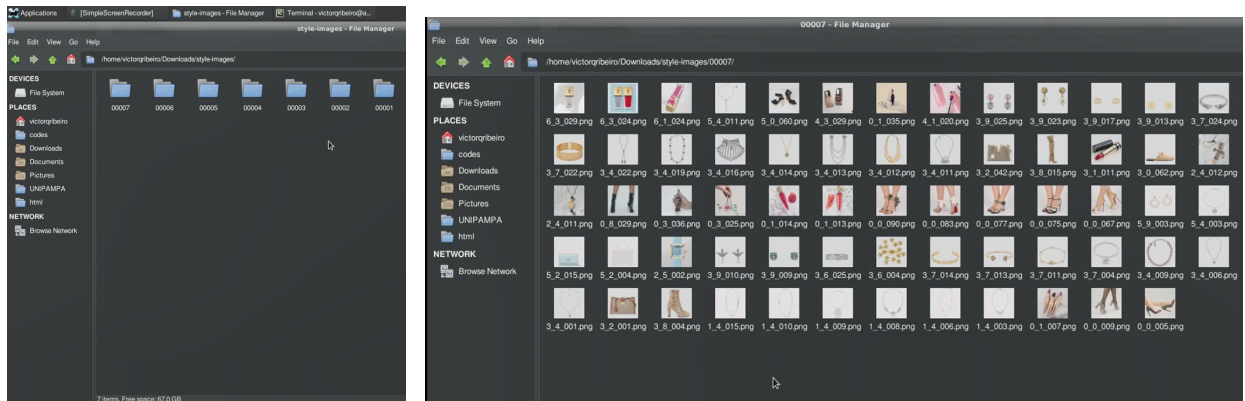 Applications [SimpleScreenRecorder] style-images - File Manager Terminal - victorqribeiro@a...
style-images - File Manager
File Edit View Go Help
/home/victorqribeiro/Downloads/style-images/
DEVICES
File System
PLACES
victorqribeiro
codes
Downloads
Documents
Pictures
UNIPAMPA
html
NETWORK
Browse Network
00007 00006 00005 00004 00003 00002 00001
7 items, Free space: 67.0 GB
00007 - File Manager
File Edit View Go Help
/home/victorqribeiro/Downloads/style-images/00007/
DEVICES
File System
PLACES
victorqribeiro
codes
Downloads
Documents
Pictures
UNIPAMPA
html
NETWORK
Browse Network
6_3_029.png 6_3_024.png 6_1_024.png 5_4_011.png 5_0_060.png 4_3_029.png 0_1_035.png 4_1_020.png 3_9_025.png 3_9_023.png 3_9_017.png 3_9_013.png 3_7_024.png
3_7_022.png 3_4_022.png 3_4_019.png 3_4_016.png 3_4_014.png 3_4_013.png 3_4_012.png 3_4_011.png 3_2_042.png 3_8_015.png 3_1_011.png 3_0_062.png 2_4_012.png
2_4_011.png 0_8_029.png 0_3_036.png 0_3_025.png 0_1_014.png 0_1_013.png 0_0_090.png 0_0_083.png 0_0_077.png 0_0_075.png 0_0_067.png 5_9_003.png 5_4_003.png
5_2_015.png 5_2_004.png 2_5_002.png 3_9_010.png 3_9_009.png 3_6_025.png 3_6_004.png 3_7_014.png 3_7_013.png 3_7_011.png 3_7_004.png 3_4_009.png 3_4_006.png
3_4_001.png 3_2_001.png 3_8_004.png 1_4_015.png 1_4_010.png 1_4_009.png 1_4_008.png 1_4_006.png 1_4_003.png 0_1_007.png 0_0_009.png 0_0_005.png